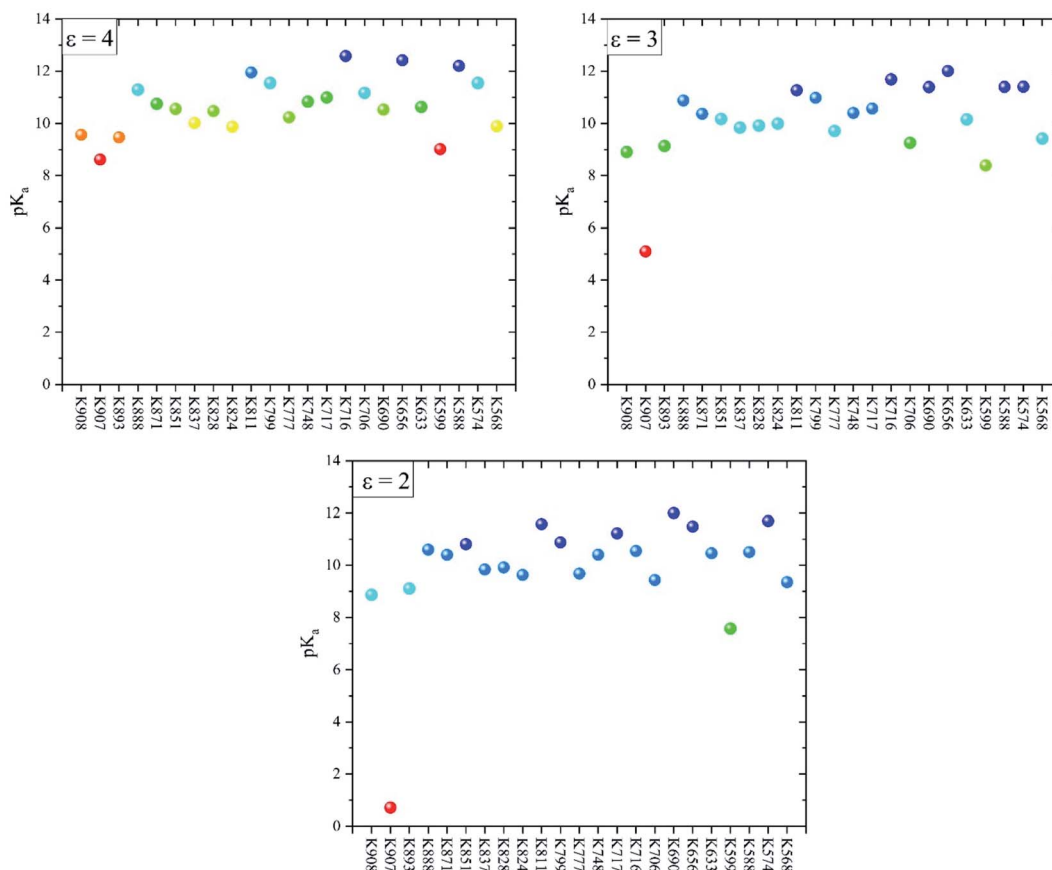 ε = 4
pKa
14
12
10
8
6
4
2
0
K908
K907
K893
K888
K871
K851
K837
K828
K824
K811
K799
K777
K748
K717
K716
K706
K690
K656
K633
K599
K588
K574
K568
ε = 3
pKa
14
12
10
8
6
4
2
0
K908
K907
K893
K888
K871
K851
K837
K828
K824
K811
K799
K777
K748
K717
K716
K706
K690
K656
K633
K599
K588
K574
K568
ε = 2
pKa
14
12
10
8
6
4
2
0
K908
K907
K893
K888
K871
K851
K837
K828
K824
K811
K799
K777
K748
K717
K716
K706
K690
K656
K633
K599
K588
K574
K568